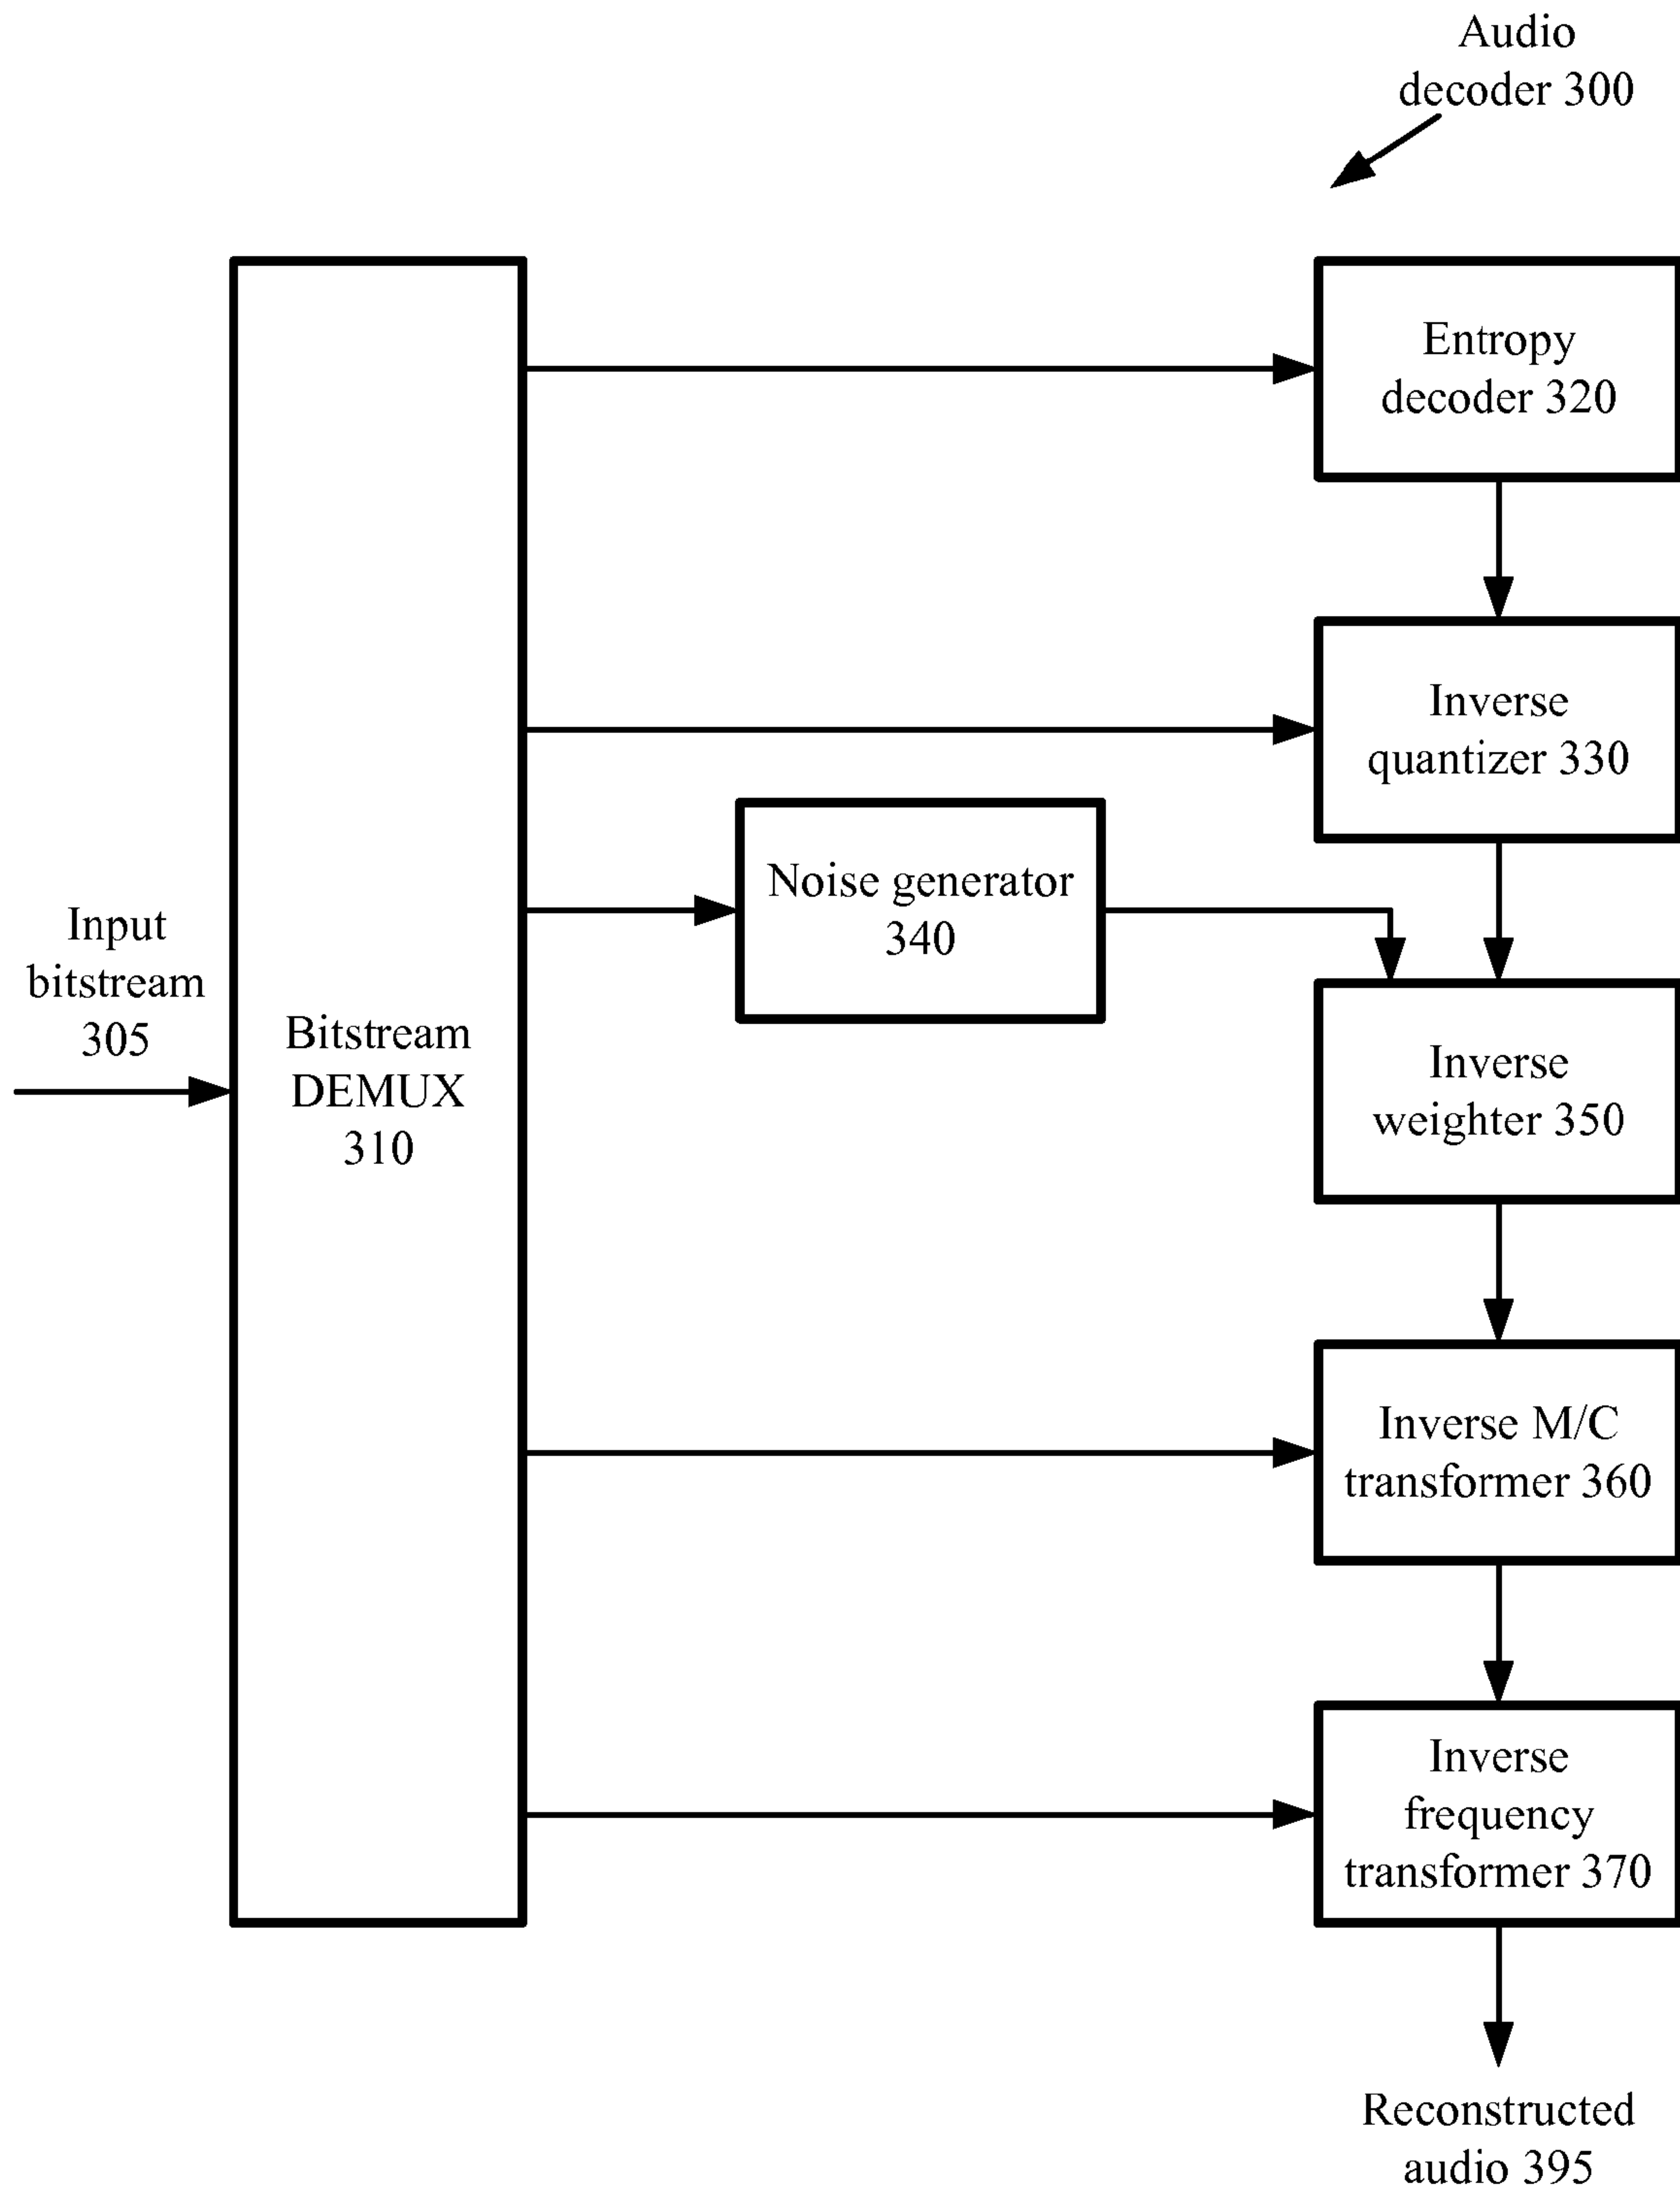 Audio
decoder 300
Entropy
decoder 320
Inverse
quantizer 330
Noise generator
340
Input
bitstream
305
Bitstream
DEMUX
310
Inverse
weighter 350
Inverse M/C
transformer 360
Inverse
frequency
transformer 370
Reconstructed
audio 395